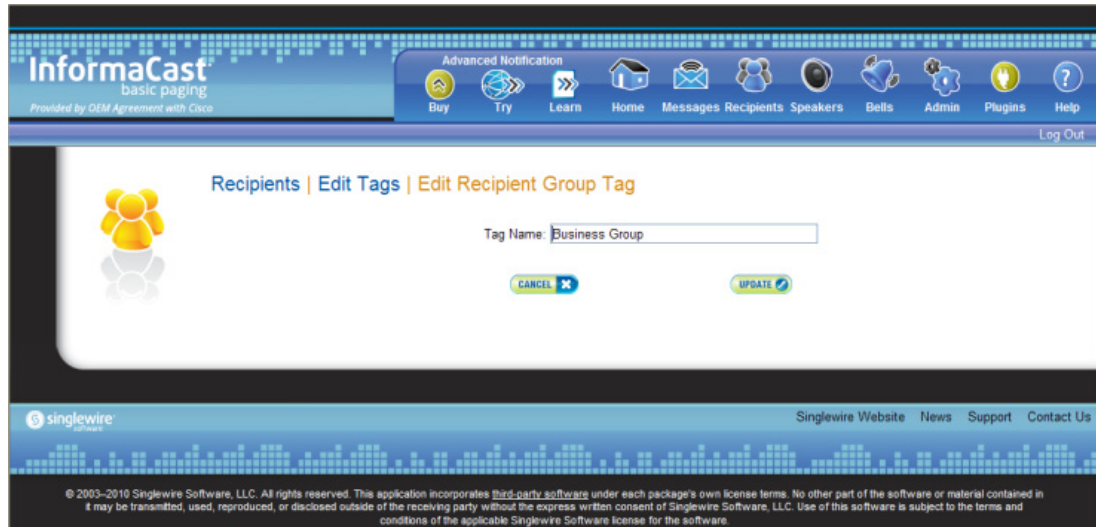 InformaCast
basic paging
Provided by OEM Agreement with Cisco
Advanced Notification
Buy Try Learn Home Messages Recipients Speakers Bells Admin Plugins Help
Log Out
Recipients | Edit Tags | Edit Recipient Group Tag
Tag Name: Business Group
CANCEL UPDATE
singlewire
software
Singlewire Website News Support Contact Us
© 2003–2010 Singlewire Software, LLC. All rights reserved. This application incorporates third-party software under each package's own license terms. No other part of the software or material contained in
it may be transmitted, used, reproduced, or disclosed outside of the receiving party without the express written consent of Singlewire Software, LLC. Use of this software is subject to the terms and
conditions of the applicable Singlewire Software license for the software.